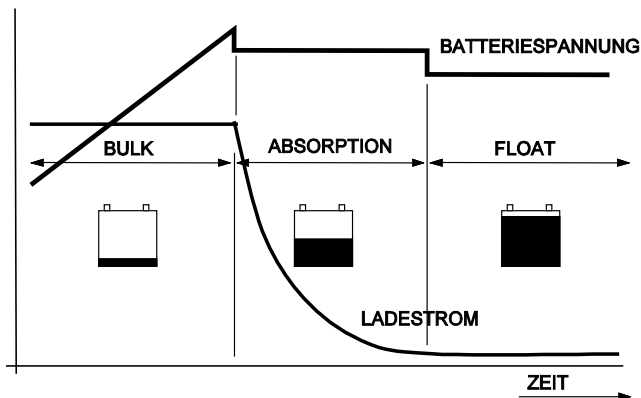 BATTERIESPANNUNG
BULK
ABSORPTION
FLOAT
LADESTROM
ZEIT